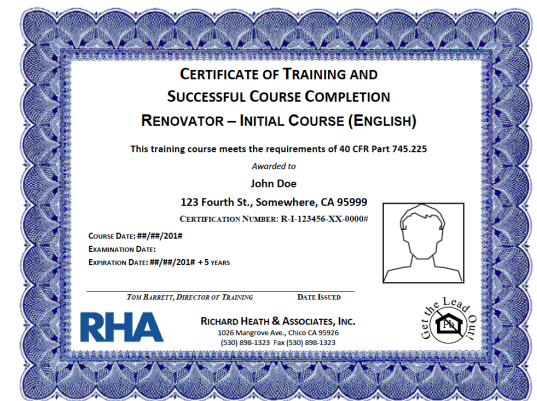 CERTIFICATE OF TRAINING AND
SUCCESSFUL COURSE COMPLETION
RENOVATOR – INITIAL COURSE (ENGLISH)
This training course meets the requirements of 40 CFR Part 745.225
Awarded to
John Doe
123 Fourth St., Somewhere, CA 95999
CERTIFICATION NUMBER: R-I-123456-XX-0000#
COURSE DATE: ##/##/201#
EXAMINATION DATE:
EXPIRATION DATE: ##/##/201# + 5 YEARS
TOM BARRETT, DIRECTOR OF TRAINING DATE ISSUED
RHA
RICHARD HEATH & ASSOCIATES, INC.
1026 Mangrove Ave., Chico CA 95926
(530) 898-1323 Fax (530) 898-1323
Get the Lead Out!
Pb